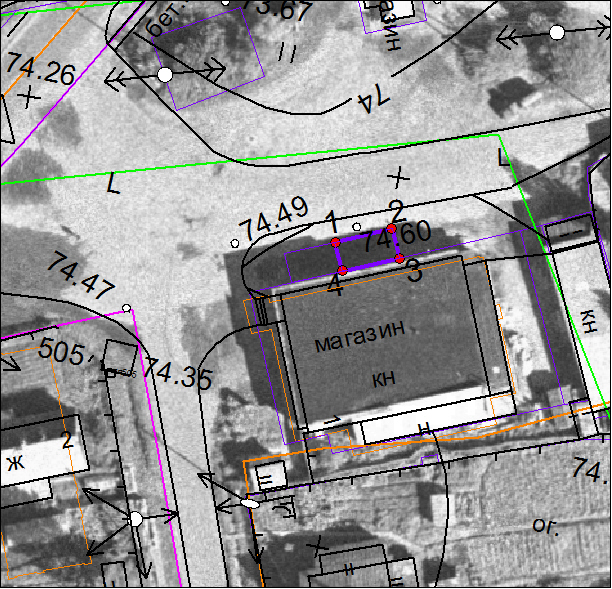 бет.
73.67
74.26
74
L
L
74.49
1
2
74.60
3
4
74.47
магазин
кн
кн
505
74.35
н
2
ж
74.
ог.
н